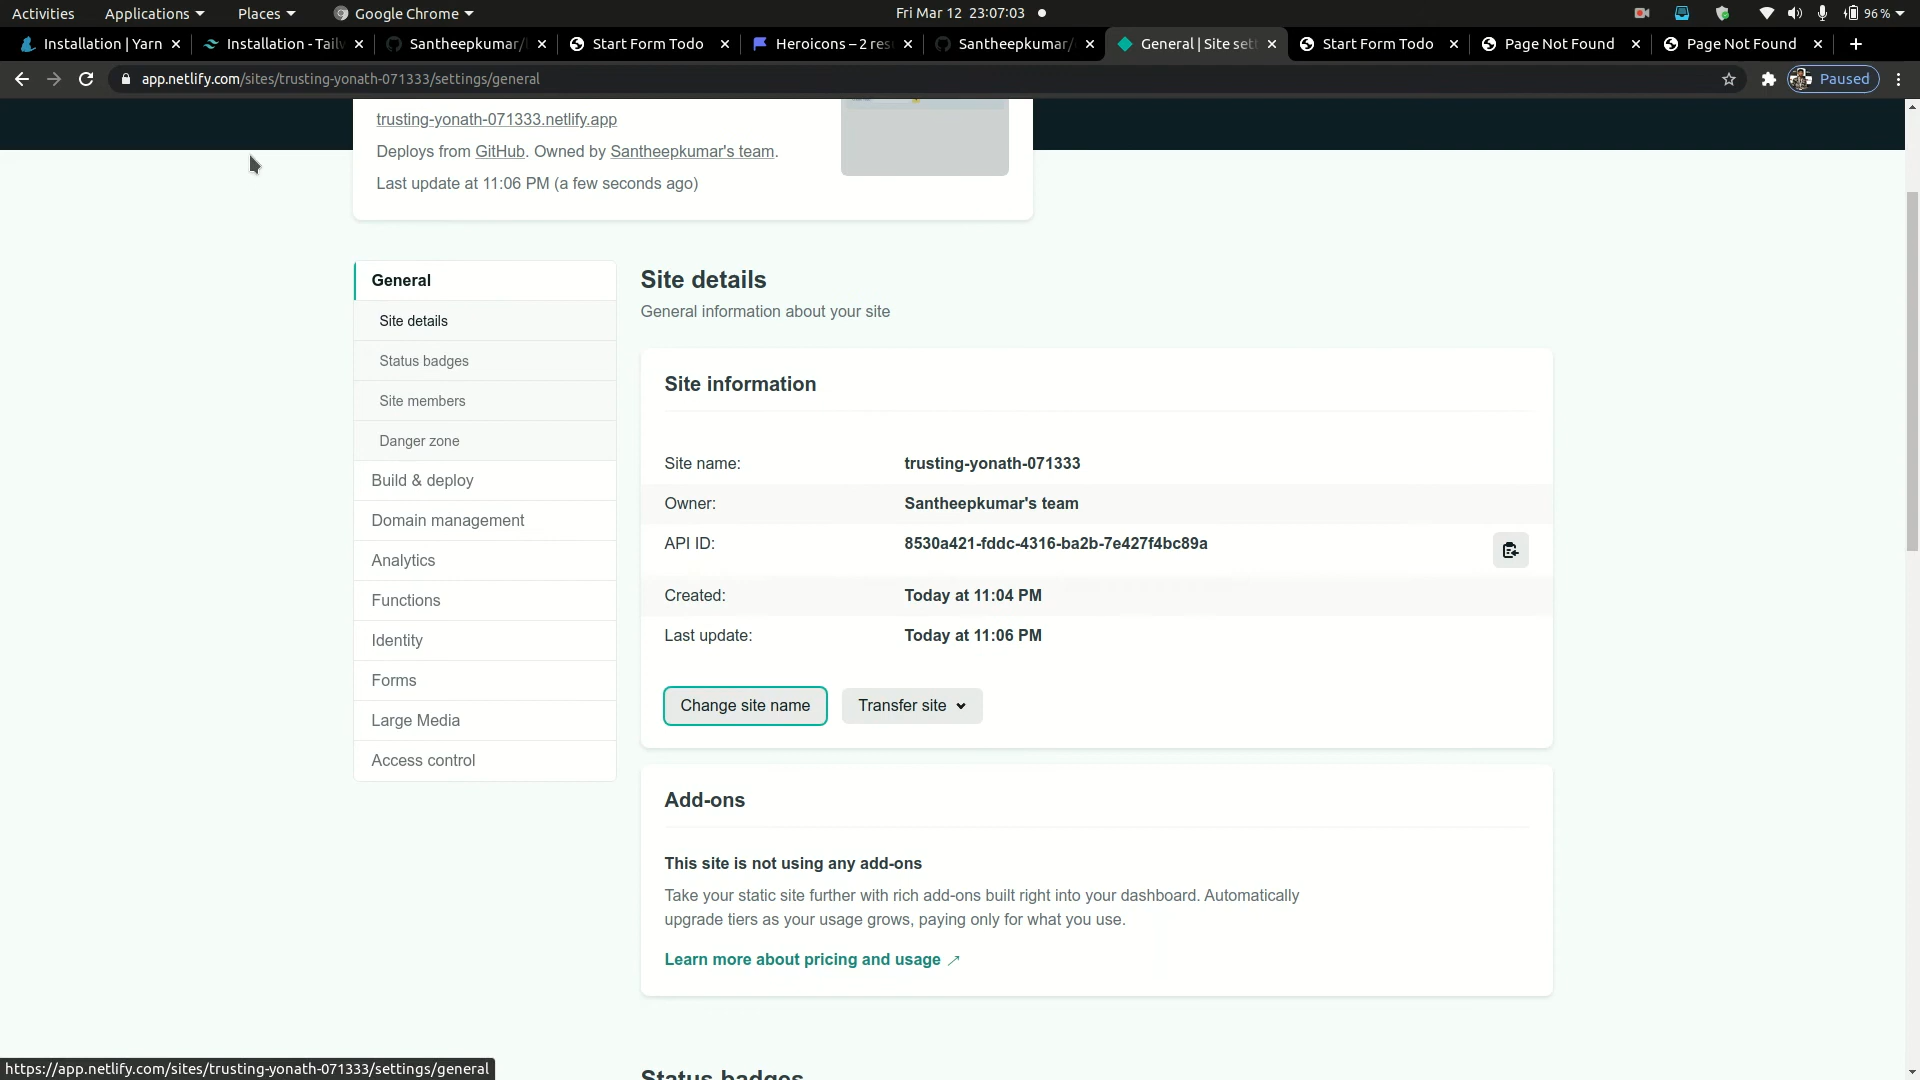 Activities Applications Places Google Chrome Fri Mar 12 23:07:03 96 %
Installation | Yarn Installation - Tailw Santheepkumar/ Start Form Todo Heroicons – 2 res Santheepkumar/ General | Site sett Start Form Todo Page Not Found Page Not Found
app.netlify.com/sites/trusting-yonath-071333/settings/general Paused
trusting-yonath-071333.netlify.app
Deploys from GitHub. Owned by Santheepkumar's team.
Last update at 11:06 PM (a few seconds ago)
General
Site details
Status badges
Site members
Danger zone
Build & deploy
Domain management
Analytics
Functions
Identity
Forms
Large Media
Access control
Site details
General information about your site
Site information
Site name: trusting-yonath-071333
Owner: Santheepkumar's team
API ID: 8530a421-fddc-4316-ba2b-7e427f4bc89a
Created: Today at 11:04 PM
Last update: Today at 11:06 PM
Change site name Transfer site
Add-ons
This site is not using any add-ons
Take your static site further with rich add-ons built right into your dashboard. Automatically
upgrade tiers as your usage grows, paying only for what you use.
Learn more about pricing and usage
Status badges
https://app.netlify.com/sites/trusting-yonath-071333/settings/general